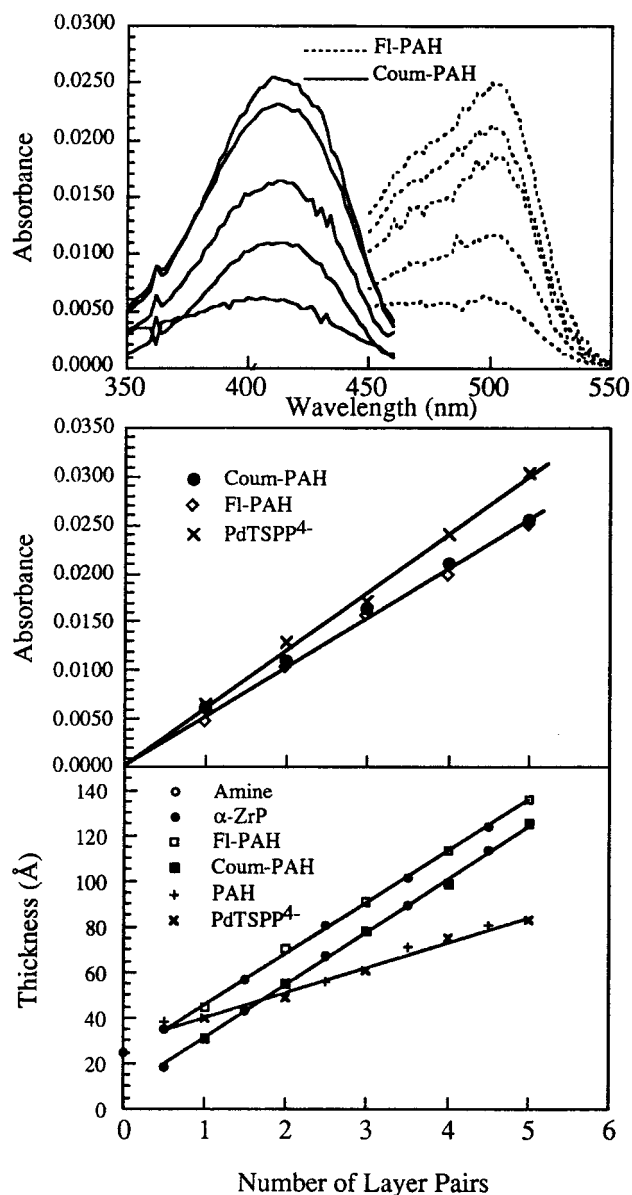 0.0300
0.0250
0.0200
0.0150
0.0100
0.0050
0.0000
Absorbance
Fl-PAH
Coum-PAH
350 400 450 500 550
Wavelength (nm)
0.0350
0.0300
0.0250
0.0200
0.0150
0.0100
0.0050
0.0000
Absorbance
Coum-PAH
Fl-PAH
PdTSPP4-
140
120
100
80
60
40
20
0
Thickness (Å)
Amine
α-ZrP
Fl-PAH
Coum-PAH
PAH
PdTSPP4-
0 1 2 3 4 5 6
Number of Layer Pairs